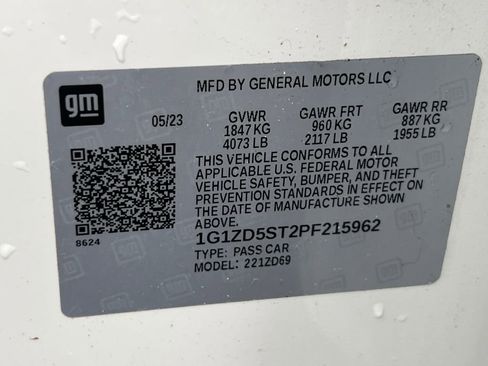 gm
MFD BY GENERAL MOTORS LLC
05/23 GVWR GAWR FRT GAWR RR
1847 KG 960 KG 887 KG
4073 LB 2117 LB 1955 LB
THIS VEHICLE CONFORMS TO ALL
APPLICABLE U.S. FEDERAL MOTOR
VEHICLE SAFETY, BUMPER, AND THEFT
PREVENTION STANDARDS IN EFFECT ON
THE DATE OF MANUFACTURE SHOWN
ABOVE.
8624
1G1ZD5ST2PF215962
TYPE: PASS CAR
MODEL: 221ZD69